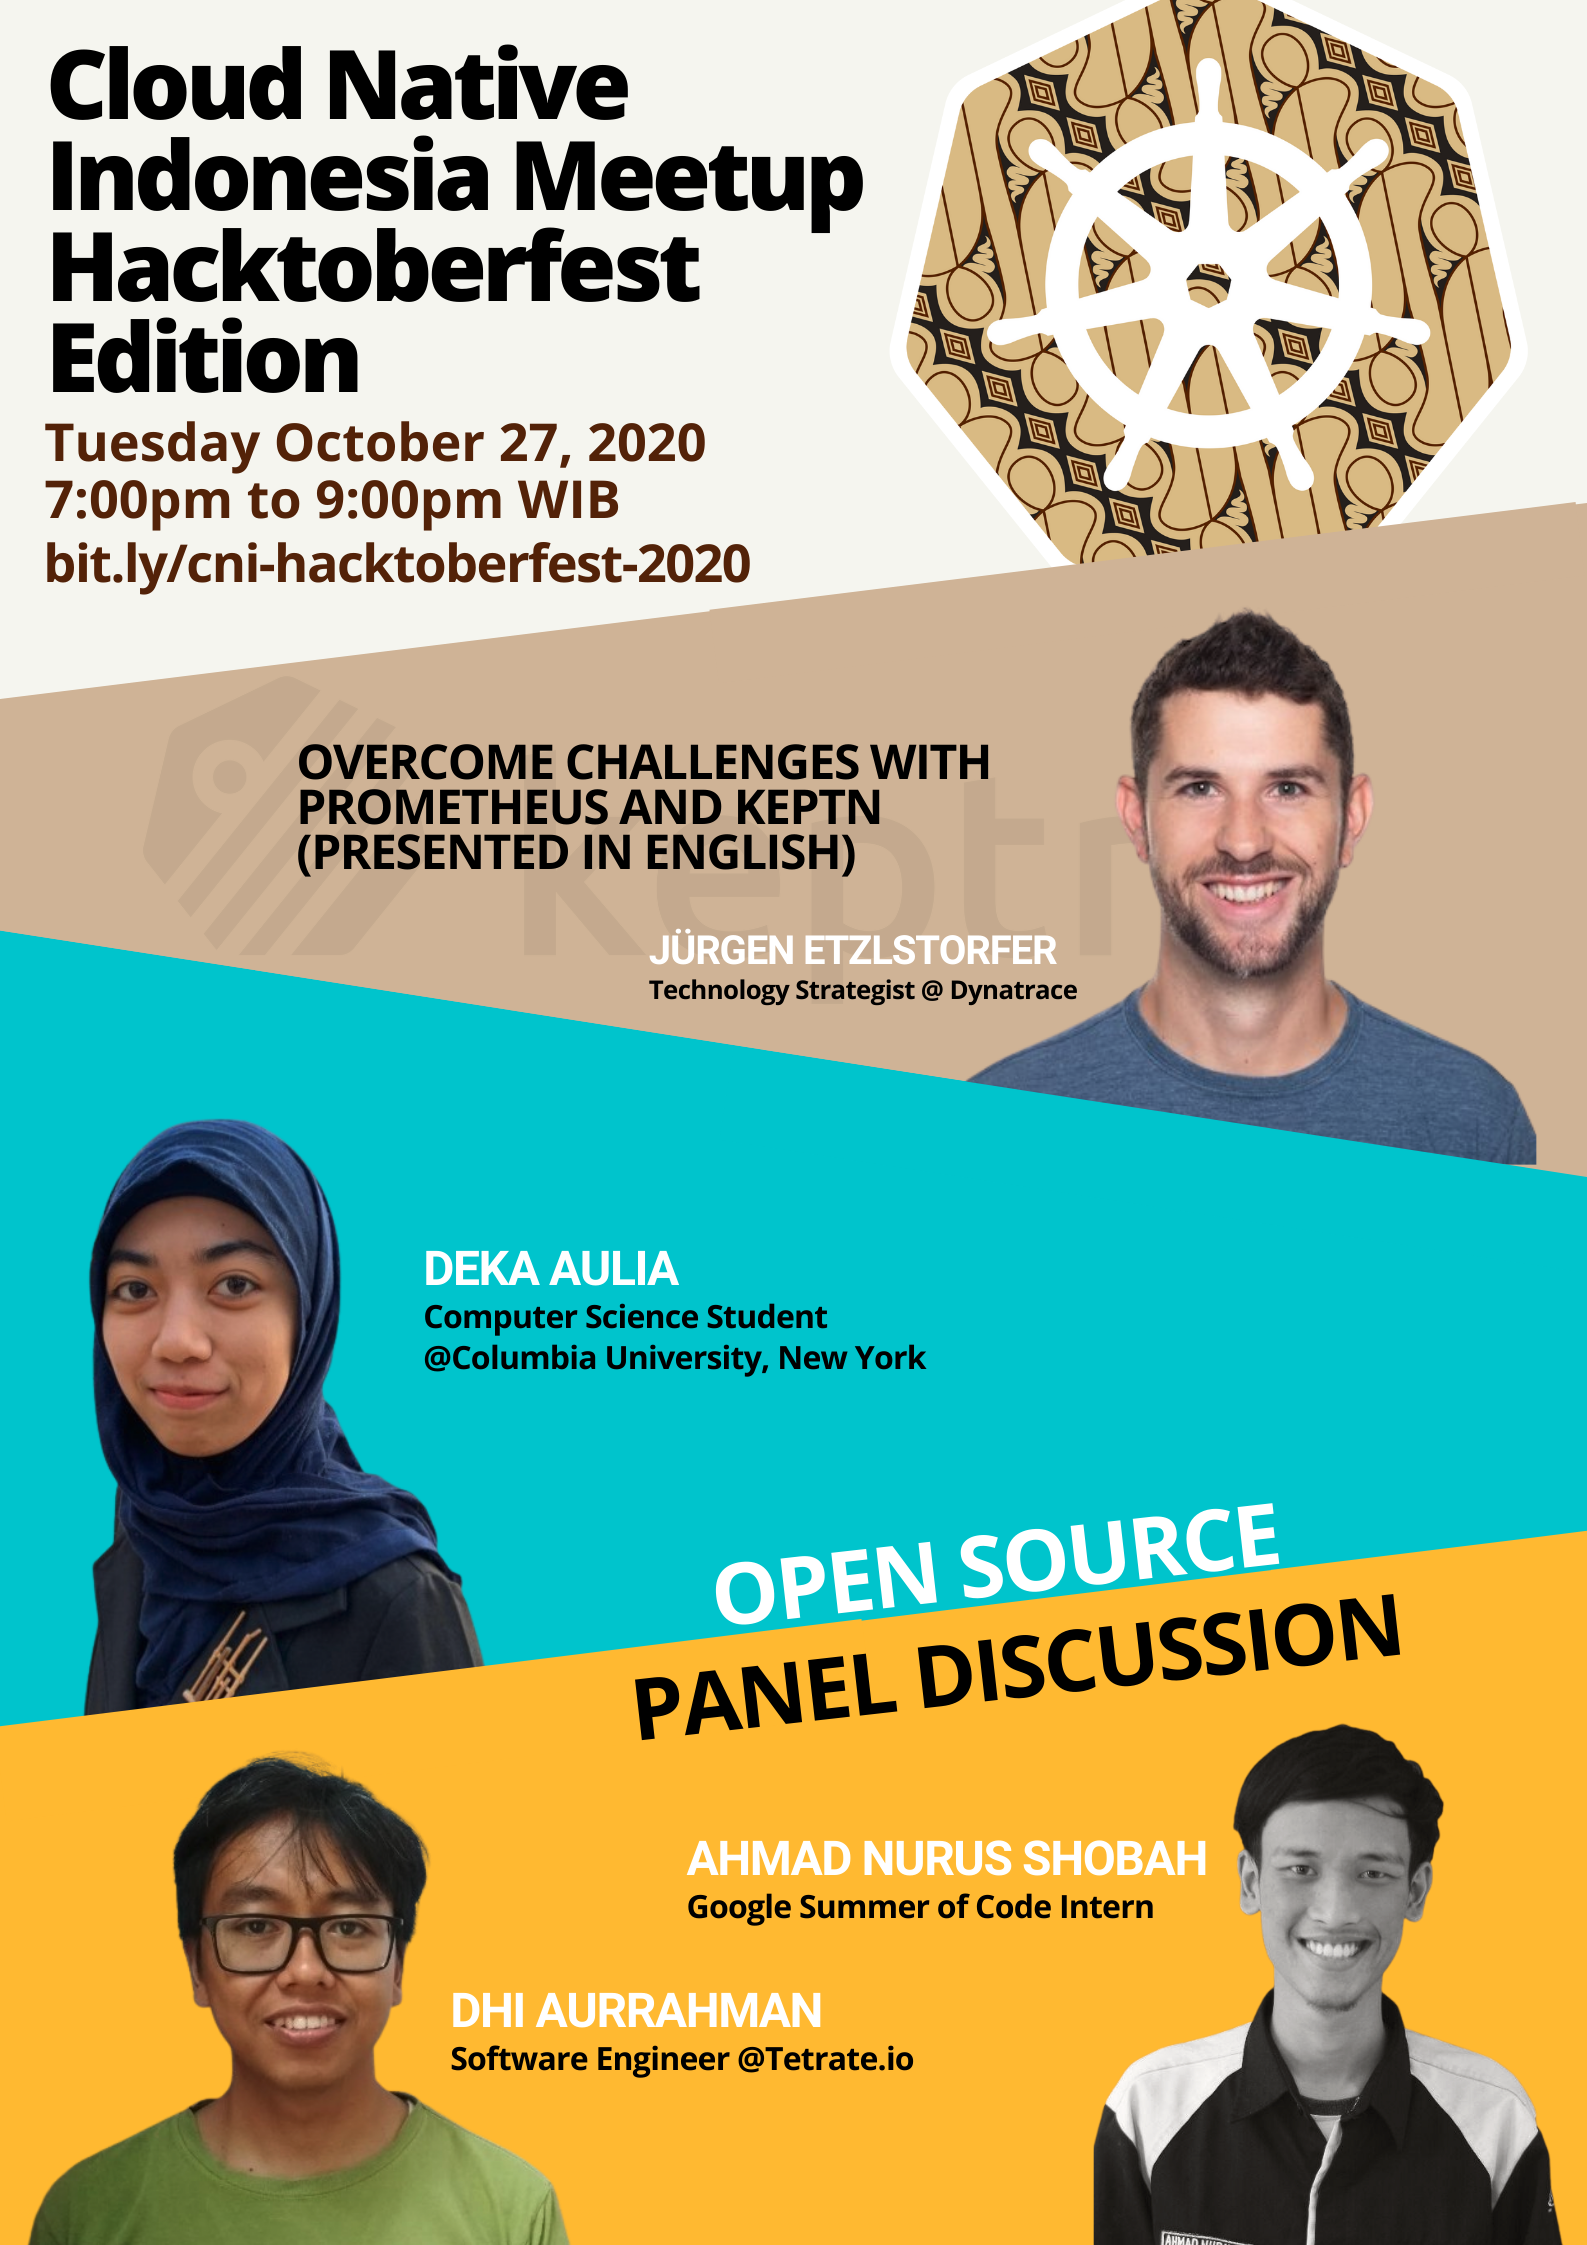 Cloud Native
Indonesia Meetup
Hacktoberfest
Edition
Tuesday October 27, 2020
7:00pm to 9:00pm WIB
bit.ly/cni-hacktoberfest-2020
keptn
OVERCOME CHALLENGES WITH
PROMETHEUS AND KEPTN
(PRESENTED IN ENGLISH)
JÜRGEN ETZLSTORFER
Technology Strategist @ Dynatrace
DEKA AULIA
Computer Science Student
@Columbia University, New York
OPEN SOURCE
PANEL DISCUSSION
AHMAD NURUS SHOBAH
Google Summer of Code Intern
DHI AURRAHMAN
Software Engineer @Tetrate.io
AHMAD